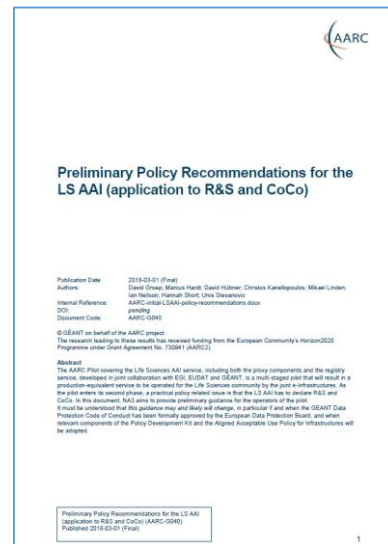 AARC
Preliminary Policy Recommendations for the
LS AAI (application to R&S and CoCo)
Publication Date 2019-03-01 (Final)
Authors: David Groep; Marcus Hardt; David Hübner; Christos Kanellopoulos; Mikael Linden;
Ian Neilson; Hannah Short; Uros Stevanovic
Internal Reference: AARC-initial-LSAAI-policy-recommendations.docx
DOI: pending
Document Code: AARC-G040
© GÉANT on behalf of the AARC project.
The research leading to these results has received funding from the European Community's Horizon2020
Programme under Grant Agreement No. 730941 (AARC2).
Abstract
The AARC Pilot covering the Life Sciences AAI service, including both the proxy components and the registry
service, developed in joint collaboration with EGI, EUDAT and GÉANT, is a multi-staged pilot that will result in a
production-equivalent service to be operated for the Life Sciences community by the joint e-Infrastructures. As
the pilot enters its second phase, a practical policy related issue is that the LS AAI has to declare R&S and
CoCo. In this document, NA3 aims to provide preliminary guidance for the operators of the pilot.
It must be understood that this guidance may and likely will change, in particular if and when the GEANT Data
Protection Code of Conduct has been formally approved by the European Data Protection Board, and when
relevant components of the Policy Development Kit and the Aligned Acceptable Use Policy for Infrastructures will
be adopted.
Preliminary Policy Recommendations for the LS AAI
(application to R&S and CoCo) (AARC-G040)
Published 2019-03-01 (Final)
1